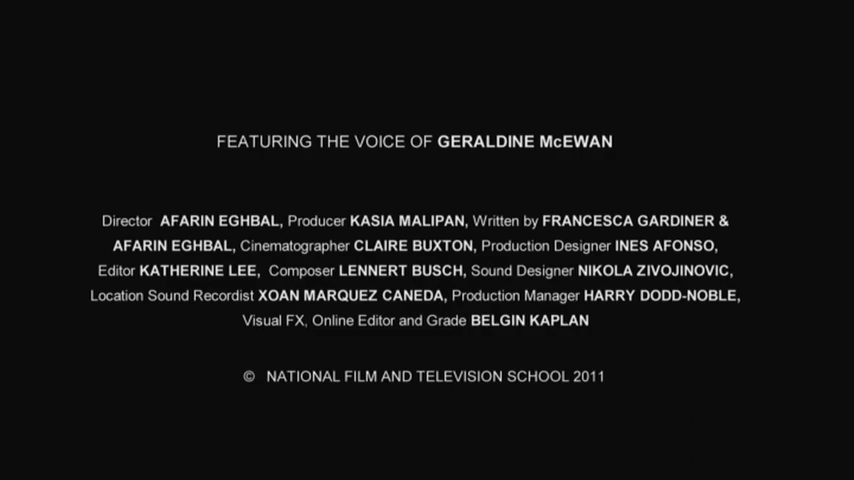 FEATURING THE VOICE OF GERALDINE McEWAN
Director AFARIN EGHBAL, Producer KASIA MALIPAN, Written by FRANCESCA GARDINER &
AFARIN EGHBAL, Cinematographer CLAIRE BUXTON, Production Designer INES AFONSO,
Editor KATHERINE LEE, Composer LENNERT BUSCH, Sound Designer NIKOLA ZIVOJINOVIC,
Location Sound Recordist XOAN MARQUEZ CANEDA, Production Manager HARRY DODD-NOBLE,
Visual FX, Online Editor and Grade BELGIN KAPLAN
© NATIONAL FILM AND TELEVISION SCHOOL 2011